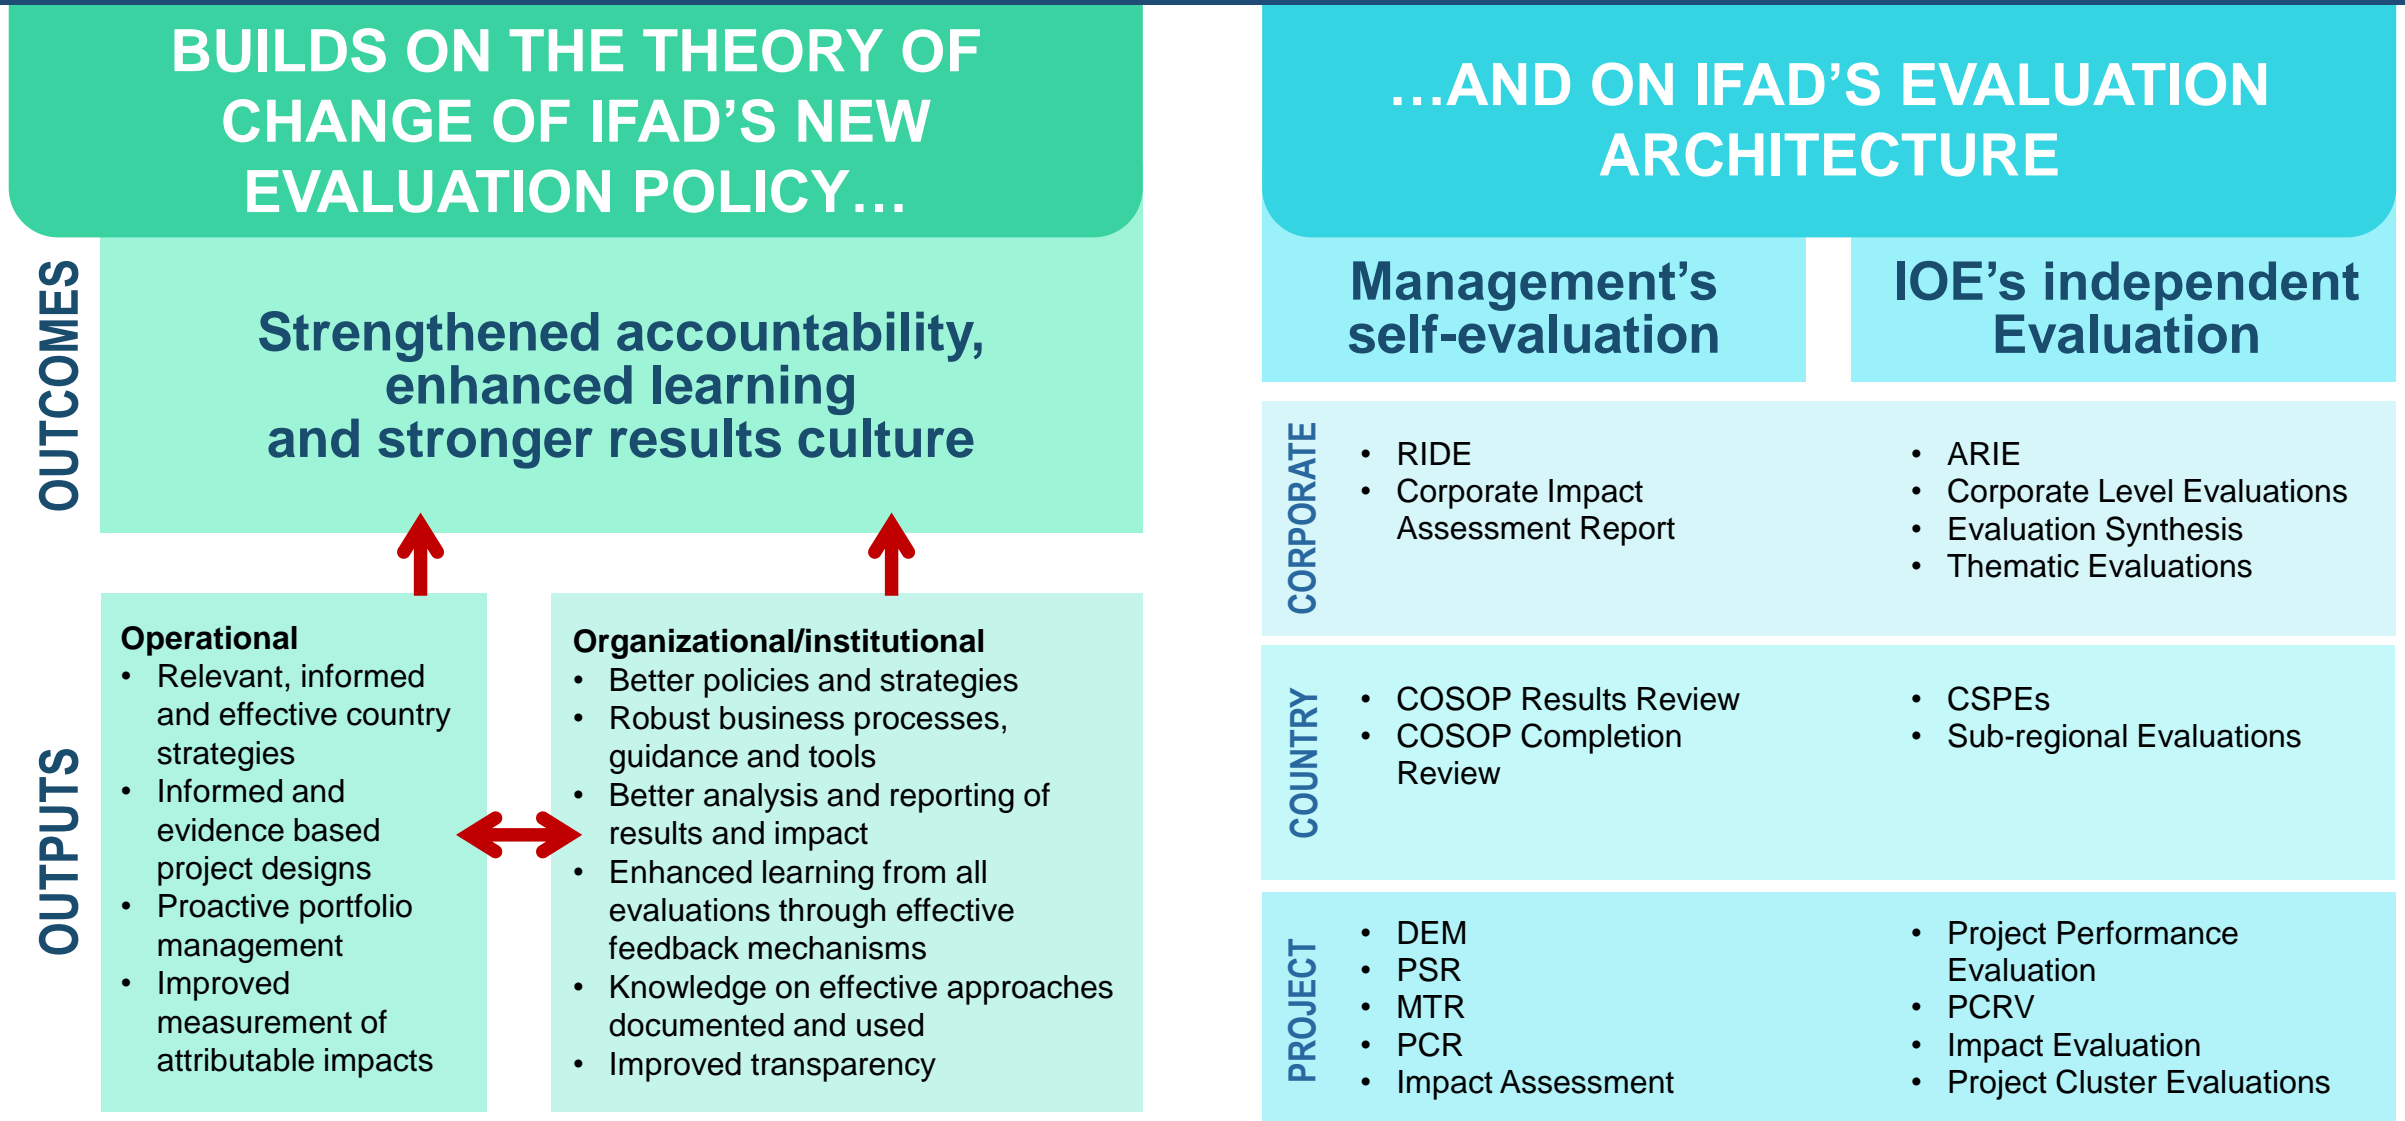 BUILDS ON THE THEORY OF
CHANGE OF IFAD’S NEW
EVALUATION POLICY…
OUTCOMES
Strengthened accountability,
enhanced learning
and stronger results culture
OUTPUTS
Operational
• Relevant, informed
and effective country
strategies
• Informed and
evidence based
project designs
• Proactive portfolio
management
• Improved
measurement of
attributable impacts
Organizational/institutional
• Better policies and strategies
• Robust business processes,
guidance and tools
• Better analysis and reporting of
results and impact
• Enhanced learning from all
evaluations through effective
feedback mechanisms
• Knowledge on effective approaches
documented and used
• Improved transparency
…AND ON IFAD’S EVALUATION
ARCHITECTURE
Management’s
self-evaluation
IOE’s independent
Evaluation
CORPORATE
• RIDE
• Corporate Impact
Assessment Report
• ARIE
• Corporate Level Evaluations
• Evaluation Synthesis
• Thematic Evaluations
COUNTRY
• COSOP Results Review
• COSOP Completion
Review
• CSPEs
• Sub-regional Evaluations
PROJECT
• DEM
• PSR
• MTR
• PCR
• Impact Assessment
• Project Performance
Evaluation
• PCRV
• Impact Evaluation
• Project Cluster Evaluations